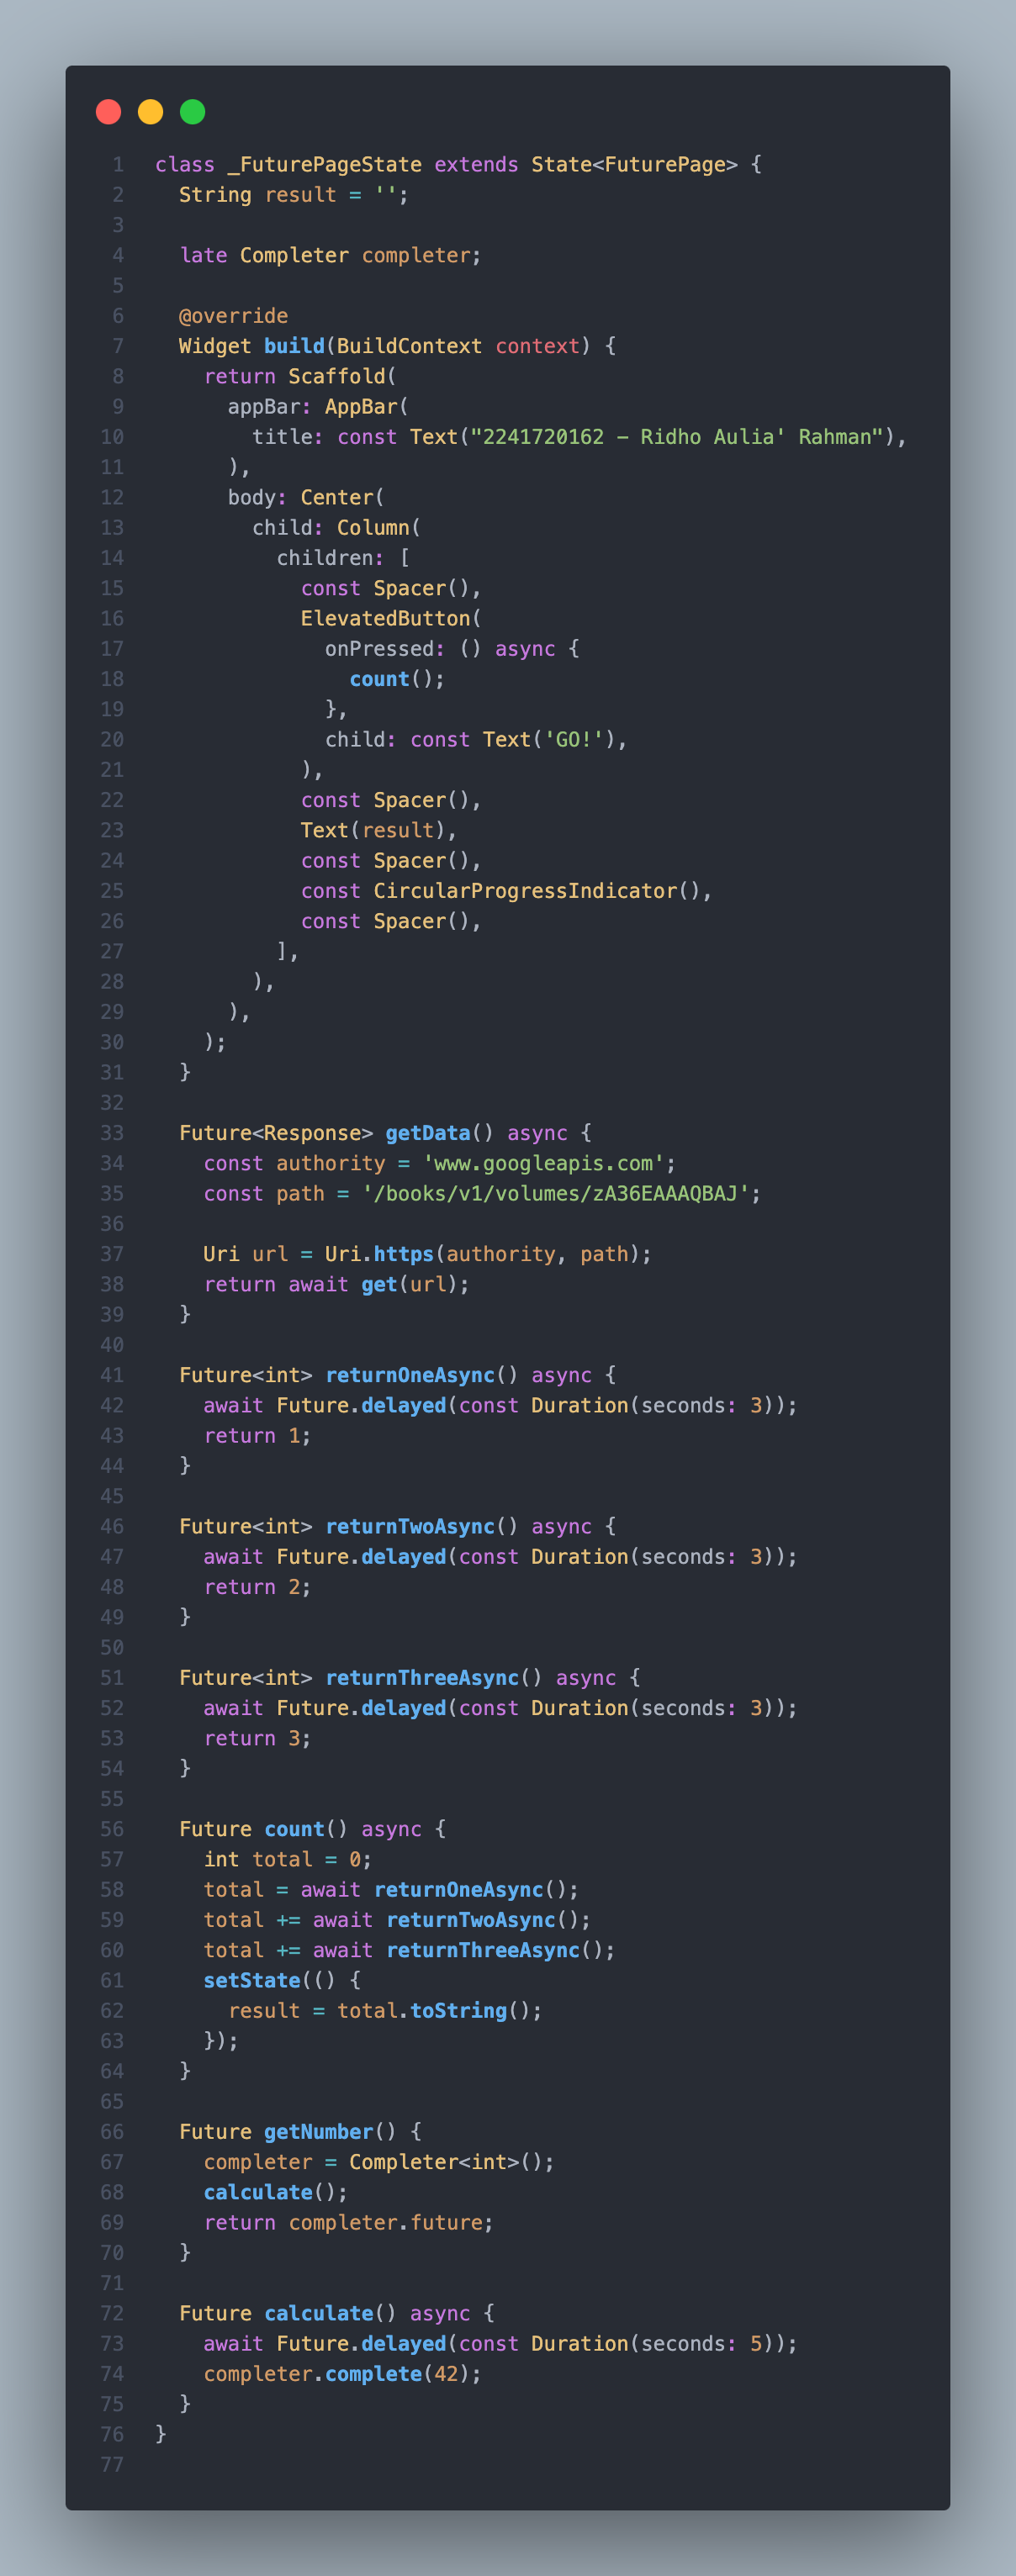 1 class _FuturePageState extends State<FuturePage> {
2   String result = '';
3
4   late Completer completer;
5
6   @override
7   Widget build(BuildContext context) {
8     return Scaffold(
9       appBar: AppBar(
10         title: const Text("2241720162 – Ridho Aulia' Rahman"),
11       ),
12       body: Center(
13         child: Column(
14           children: [
15             const Spacer(),
16             ElevatedButton(
17               onPressed: () async {
18                 count();
19               },
20               child: const Text('GO!'),
21             ),
22             const Spacer(),
23             Text(result),
24             const Spacer(),
25             const CircularProgressIndicator(),
26             const Spacer(),
27           ],
28         ),
29       ),
30     );
31   }
32
33   Future<Response> getData() async {
34     const authority = 'www.googleapis.com';
35     const path = '/books/v1/volumes/zA36EAAAQBAJ';
36
37     Uri url = Uri.https(authority, path);
38     return await get(url);
39   }
40
41   Future<int> returnOneAsync() async {
42     await Future.delayed(const Duration(seconds: 3));
43     return 1;
44   }
45
46   Future<int> returnTwoAsync() async {
47     await Future.delayed(const Duration(seconds: 3));
48     return 2;
49   }
50
51   Future<int> returnThreeAsync() async {
52     await Future.delayed(const Duration(seconds: 3));
53     return 3;
54   }
55
56   Future count() async {
57     int total = 0;
58     total = await returnOneAsync();
59     total += await returnTwoAsync();
60     total += await returnThreeAsync();
61     setState(() {
62       result = total.toString();
63     });
64   }
65
66   Future getNumber() {
67     completer = Completer<int>();
68     calculate();
69     return completer.future;
70   }
71
72   Future calculate() async {
73     await Future.delayed(const Duration(seconds: 5));
74     completer.complete(42);
75   }
76 }
77